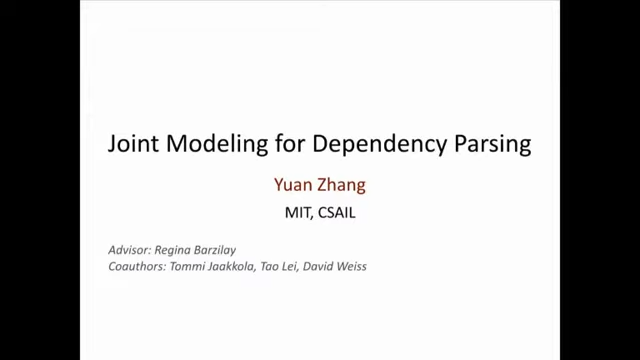 Joint Modeling for Dependency Parsing
Yuan Zhang
MIT, CSAIL
Advisor: Regina Barzilay
Coauthors: Tommi Jaakkola, Tao Lei, David Weiss